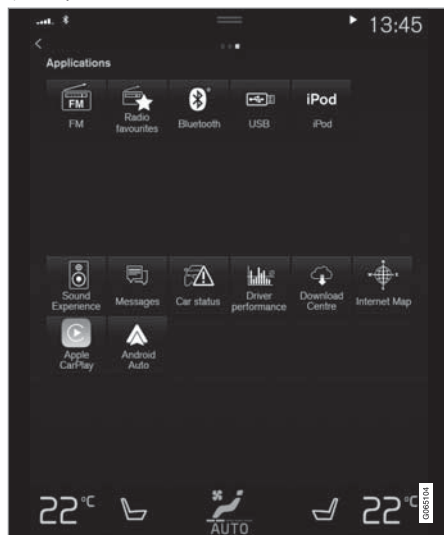 13:45
Applications
FM
iPod
FM
Radio favourites
Bluetooth
USB
iPod
Sound Experience
Messages
Car status
Driver performance
Download Centre
Internet Map
Apple CarPlay
Android Auto
22°C
AUTO
22°C
G065104